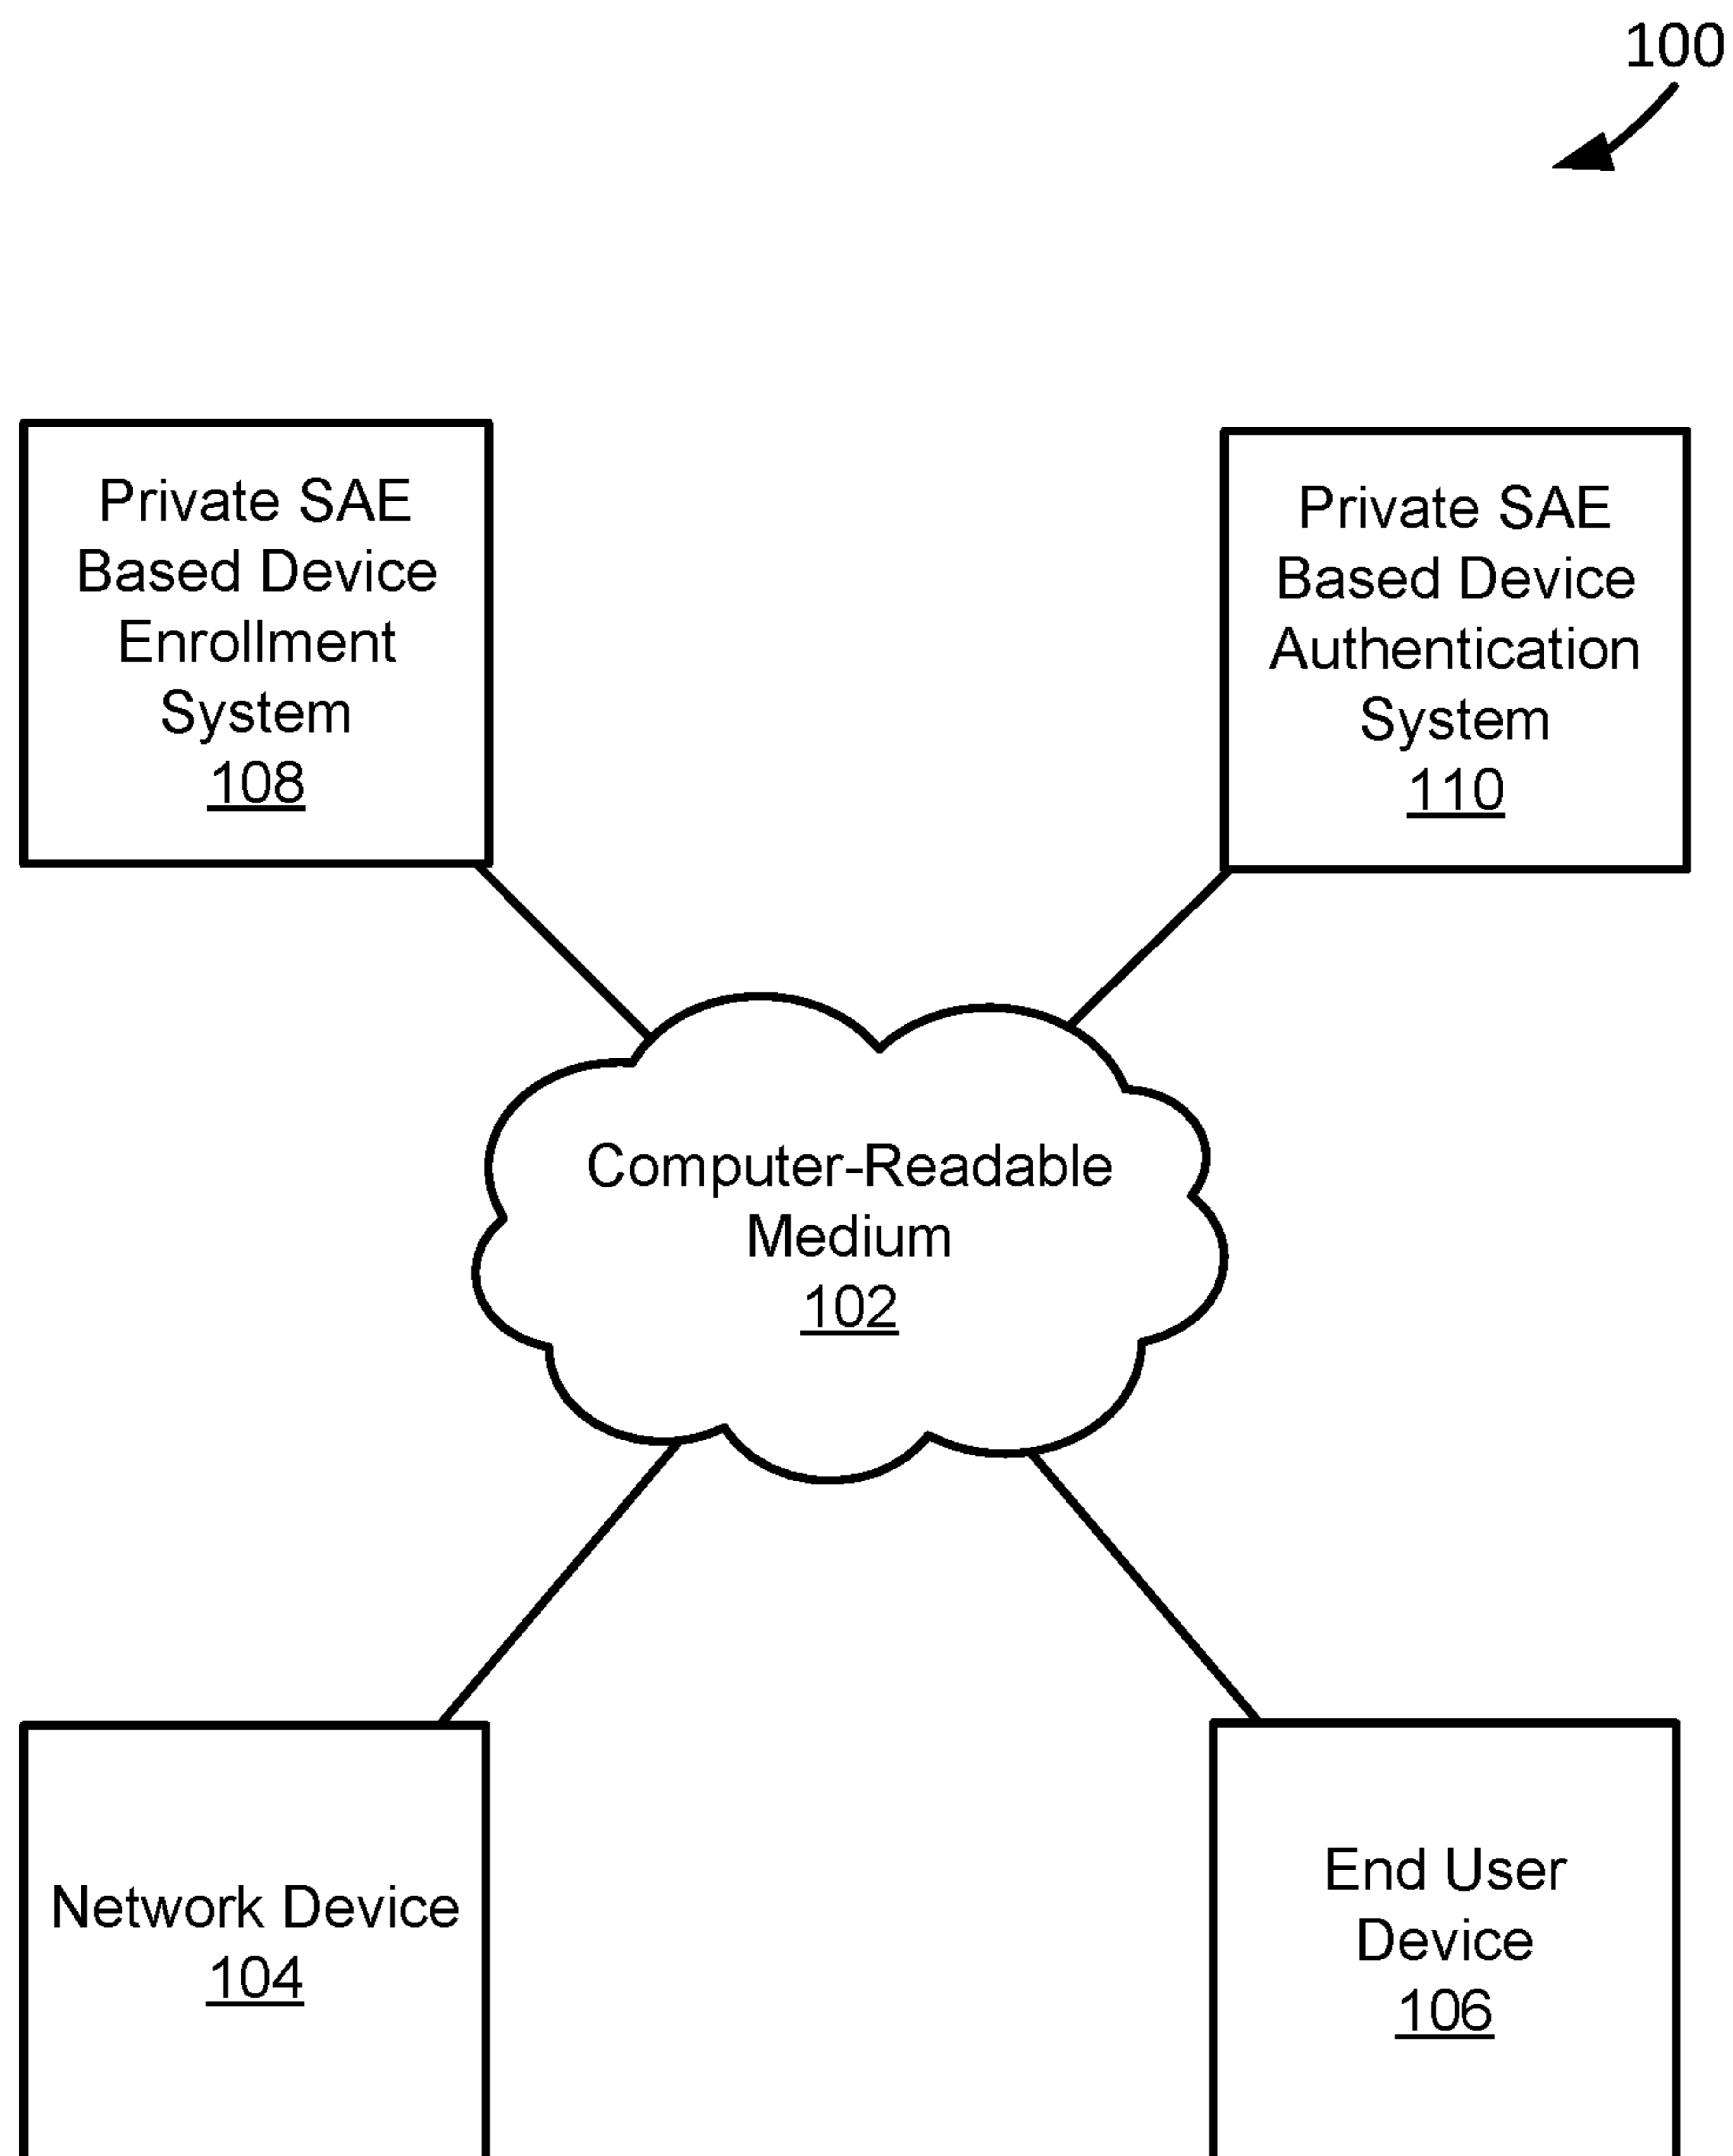 100
Private SAE
Based Device
Enrollment
System
108
Private SAE
Based Device
Authentication
System
110
Computer-Readable
Medium
102
Network Device
104
End User
Device
106